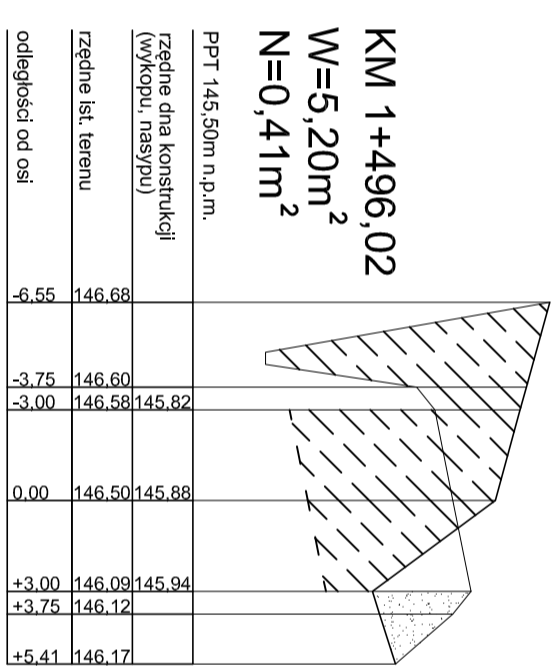 KM 1+496,02
W=5,20m²
N=0,41m²
PPT 145,50m n.p.m.
rzędne dna konstrukcji
(wykopu, nasypu)
145,82 145,88 145,94
rzędne ist. terenu
146,68 146,60 146,58 146,50 146,09 146,12 146,17
odległości od osi
-6,55 -3,75 -3,00 0,00 +3,00 +3,75 +5,41